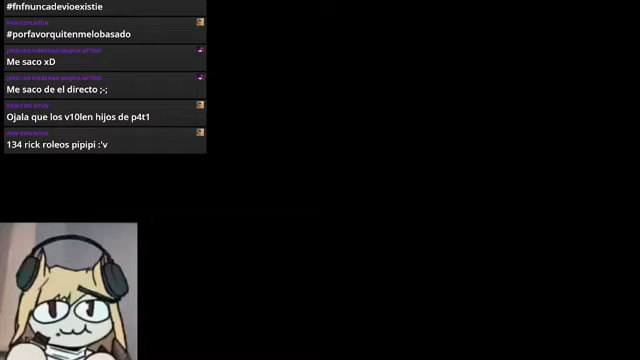 #fnfnuncadevioexistie
#porfavorquitenmelobasado
Me saco xD
Me saco de el directo ;-;
Ojala que los v10len hijos de p4t1
134 rick roleos pipipi :'v